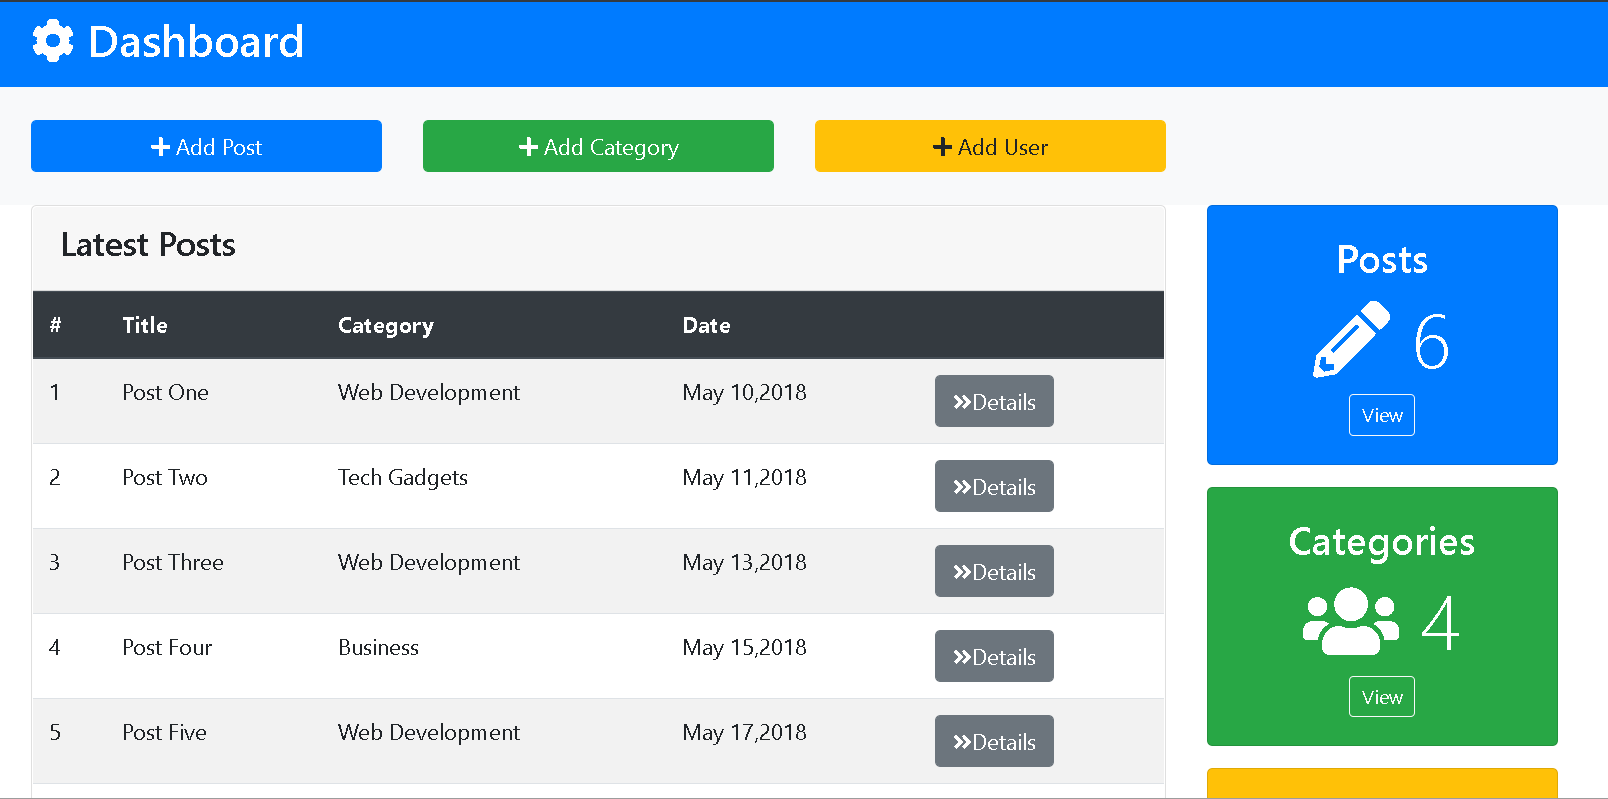 Dashboard
Add Post
Add Category
Add User
Latest Posts
# Title Category Date
1 Post One Web Development May 10,2018 Details
2 Post Two Tech Gadgets May 11,2018 Details
3 Post Three Web Development May 13,2018 Details
4 Post Four Business May 15,2018 Details
5 Post Five Web Development May 17,2018 Details
Posts
6
View
Categories
4
View